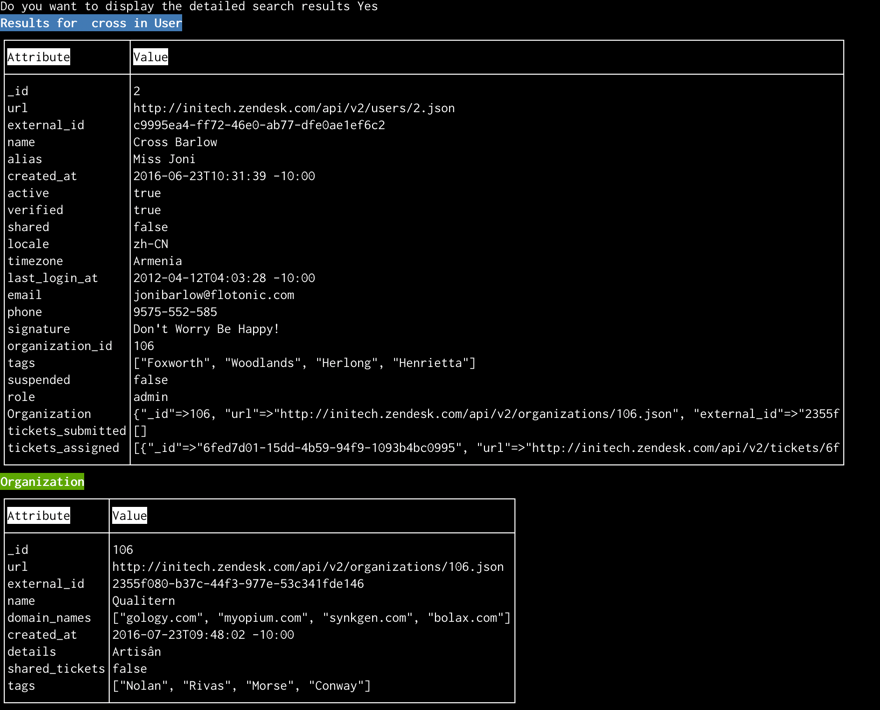 Do you want to display the detailed search results Yes
Results for  cross in User
Attribute Value
_id 2
url http://initech.zendesk.com/api/v2/users/2.json
external_id c9995ea4-ff72-46e0-ab77-dfe0ae1ef6c2
name Cross Barlow
alias Miss Joni
created_at 2016-06-23T10:31:39 -10:00
active true
verified true
shared false
locale zh-CN
timezone Armenia
last_login_at 2012-04-12T04:03:28 -10:00
email jonibarlow@flotonic.com
phone 9575-552-585
signature Don't Worry Be Happy!
organization_id 106
tags ["Foxworth", "Woodlands", "Herlong", "Henrietta"]
suspended false
role admin
Organization {"_id"=>106, "url"=>"http://initech.zendesk.com/api/v2/organizations/106.json", "external_id"=>"2355f
tickets_submitted []
tickets_assigned [{"_id"=>"6fed7d01-15dd-4b59-94f9-1093b4bc0995", "url"=>"http://initech.zendesk.com/api/v2/tickets/6f
Organization
Attribute Value
_id 106
url http://initech.zendesk.com/api/v2/organizations/106.json
external_id 2355f080-b37c-44f3-977e-53c341fde146
name Qualitern
domain_names ["gology.com", "myopium.com", "synkgen.com", "bolax.com"]
created_at 2016-07-23T09:48:02 -10:00
details Artisân
shared_tickets false
tags ["Nolan", "Rivas", "Morse", "Conway"]